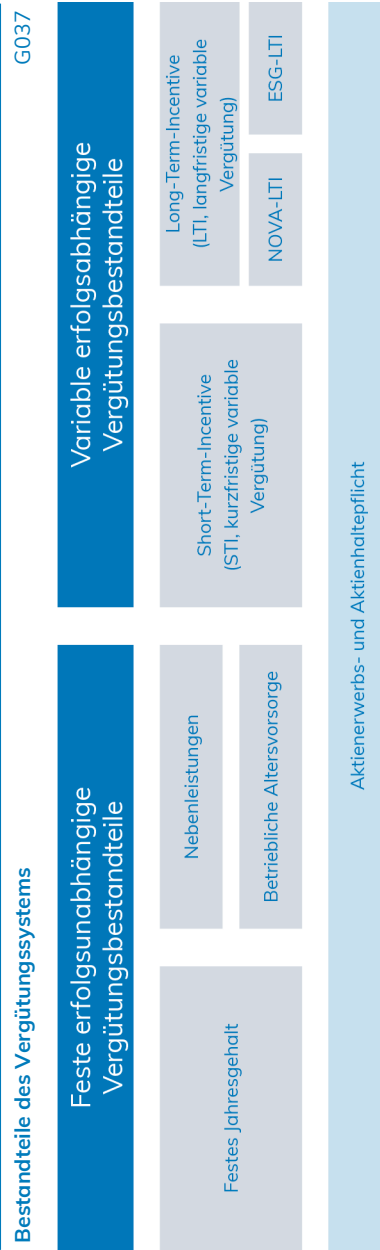 Bestandteile des Vergütungssystems
G037
Feste erfolgsunabhängige
Vergütungsbestandteile
Variable erfolgsabhängige
Vergütungsbestandteile
Festes Jahresgehalt
Nebenleistungen
Betriebliche Altersvorsorge
Short-Term-Incentive
(STI, kurzfristige variable
Vergütung)
Long-Term-Incentive
(LTI, langfristige variable
Vergütung)
NOVA-LTI
ESG-LTI
Aktienerwerbs- und Aktienhaltepflicht